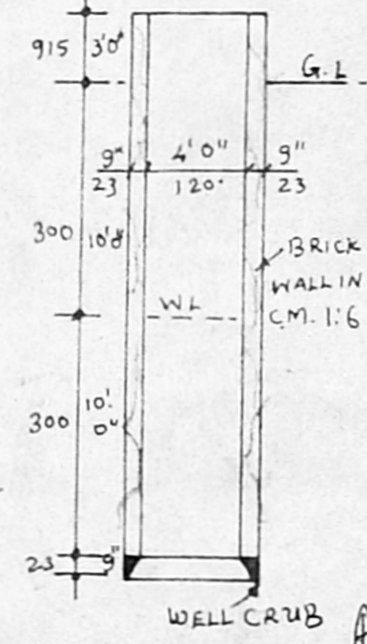 915 3'0"
G.L
9" 4'0" 9"
23 120 23
300 10'0"
BRICK
WALL IN
C.M. 1:6
WL
300 10'.
0"
23 9"
WELL CRUB